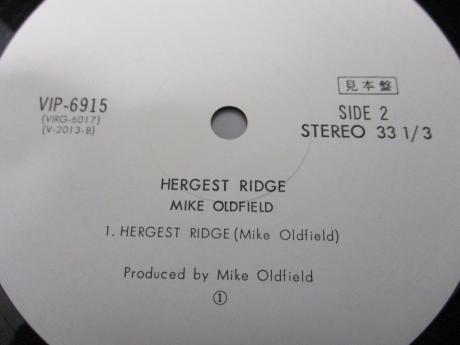 VIP-6915
(VIRG-6017)
(V-2013-B)
見本盤
SIDE 2
STEREO 33 1/3
HERGEST RIDGE
MIKE OLDFIELD
1. HERGEST RIDGE (Mike Oldfield)
Produced by Mike Oldfield
①